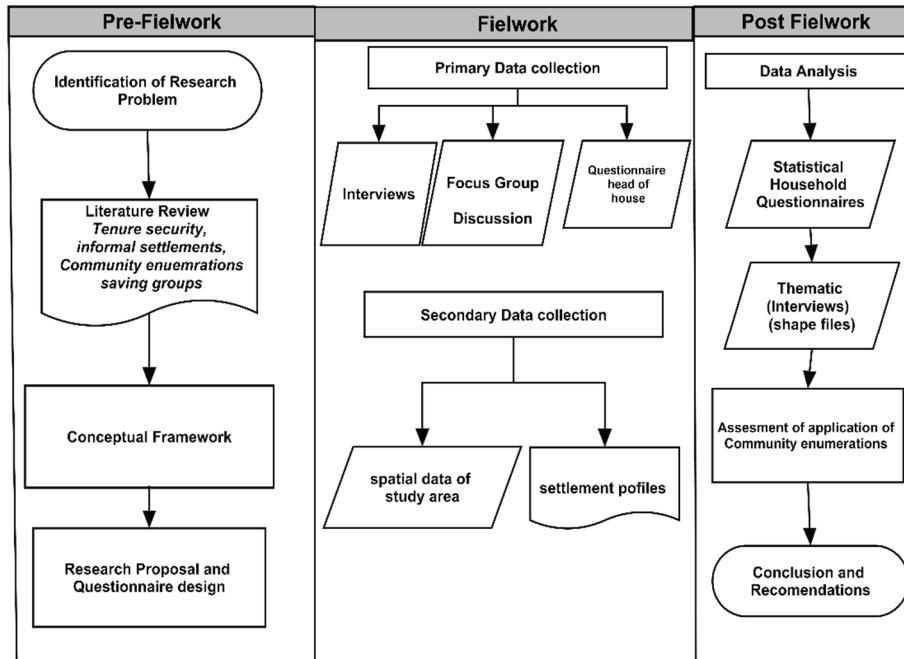 Pre-Fielwork
Identification of Research
Problem
Literature Review
Tenure security,
informal settlements,
Community enuemrations
saving groups
Conceptual Framework
Research Proposal and
Questionnaire design
Fielwork
Primary Data collection
Interviews
Focus Group
Discussion
Questionnaire
head of
house
Secondary Data collection
spatial data of
study area
settlement pofiles
Post Fielwork
Data Analysis
Statistical
Household
Questionnaires
Thematic
(Interviews)
(shape files)
Assesment of application of
Community enumerations
Conclusion and
Recomendations